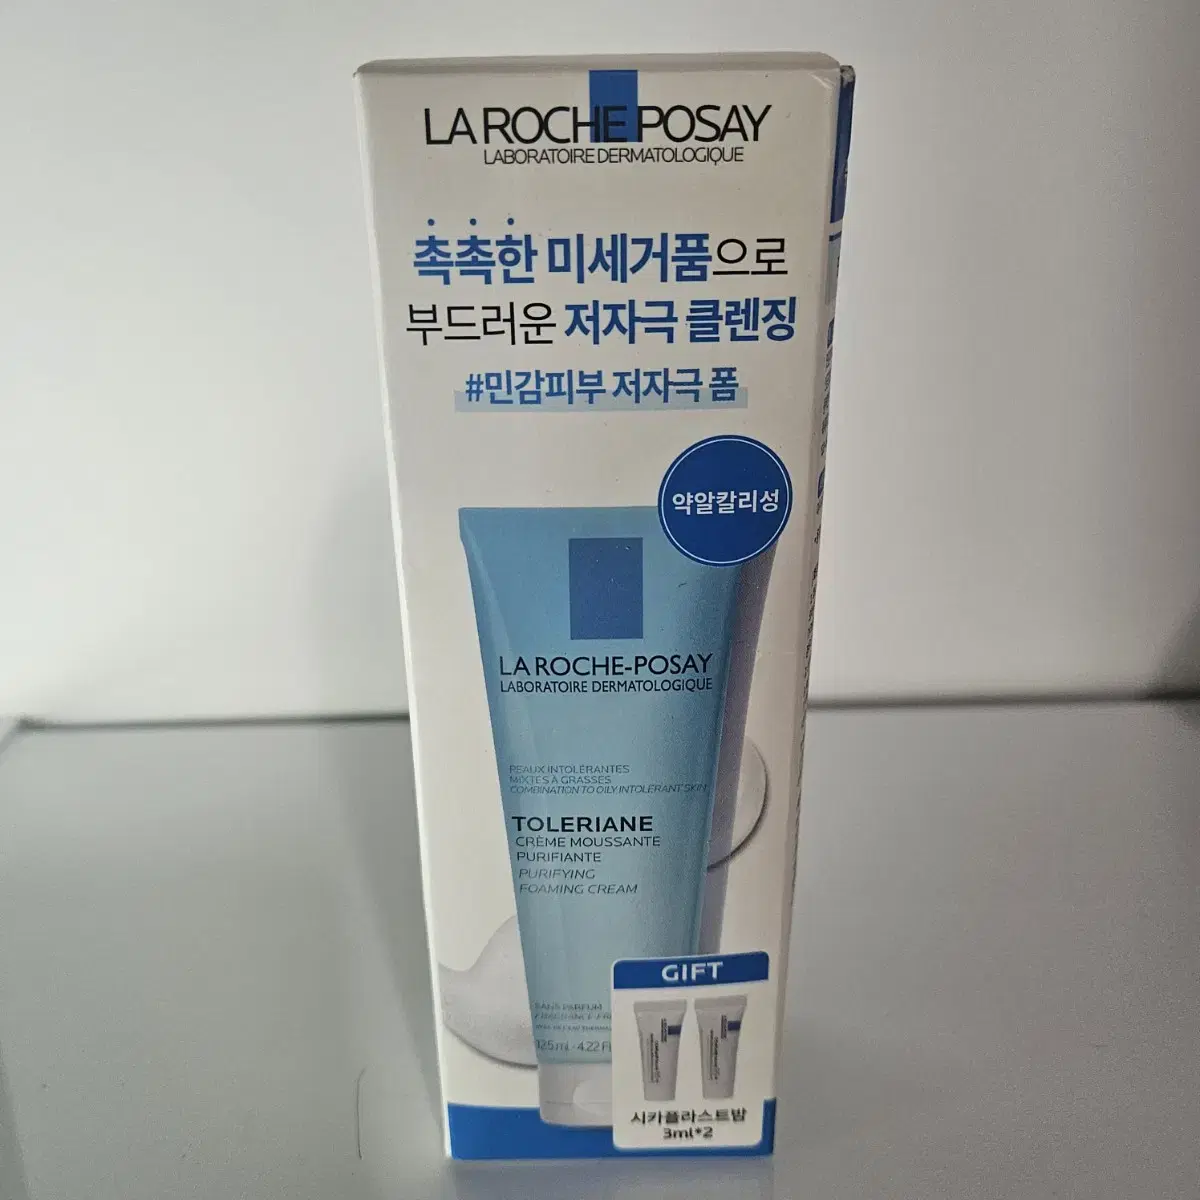 LA ROCHE POSAY
LABORATOIRE DERMATOLOGIQUE
촉촉한 미세거품으로
부드러운 저자극 클렌징
#민감피부 저자극 폼
약알칼리성
LA ROCHE-POSAY
LABORATOIRE DERMATOLOGIQUE
PEAUX INTOLÉRANTES
MIXTES À GRASSES
COMBINATION TO OILY INTOLERANT SKIN
TOLERIANE
CRÈME MOUSSANTE
PURIFIANTE
PURIFYING
FOAMING CREAM
SANS PARFUM
125 mL - 4.22 Fl
GIFT
시카플라스트밤
3ml*2